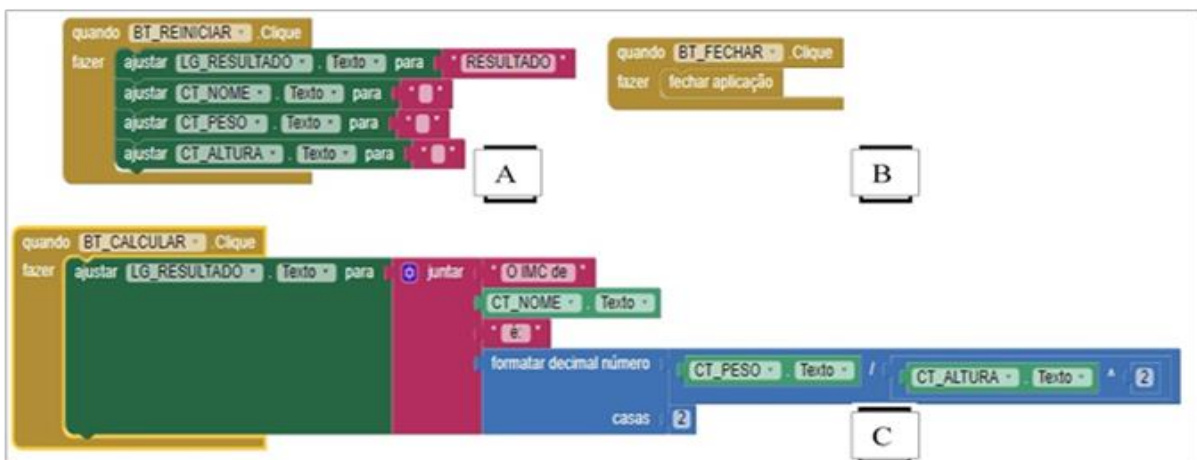 quando BT_REINICIAR .Clique
fazer ajustar LG_RESULTADO . Texto para " RESULTADO "
ajustar CT_NOME . Texto para " "
ajustar CT_PESO . Texto para " "
ajustar CT_ALTURA . Texto para " "
A
quando BT_FECHAR .Clique
fazer fechar aplicação
B
quando BT_CALCULAR .Clique
fazer ajustar LG_RESULTADO . Texto para juntar " O IMC de "
CT_NOME . Texto
" é: "
formatar decimal número CT_PESO . Texto / CT_ALTURA . Texto ^ 2
casas 2
C